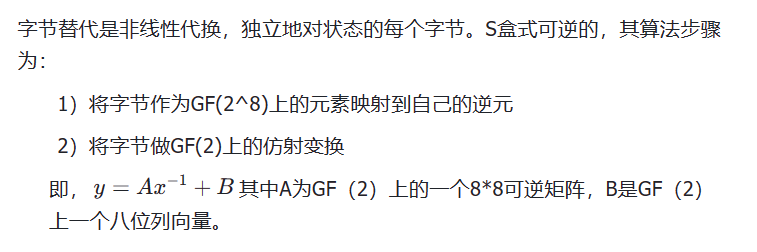 字节替代是非线性代换，独立地对状态的每个字节。S盒式可逆的，其算法步骤
为：
1）将字节作为GF(2^8)上的元素映射到自己的逆元
2）将字节做GF(2)上的仿射变换
即，y = Ax⁻¹ + B 其中A为GF（2）上的一个8*8可逆矩阵，B是GF（2）
上一个八位列向量。